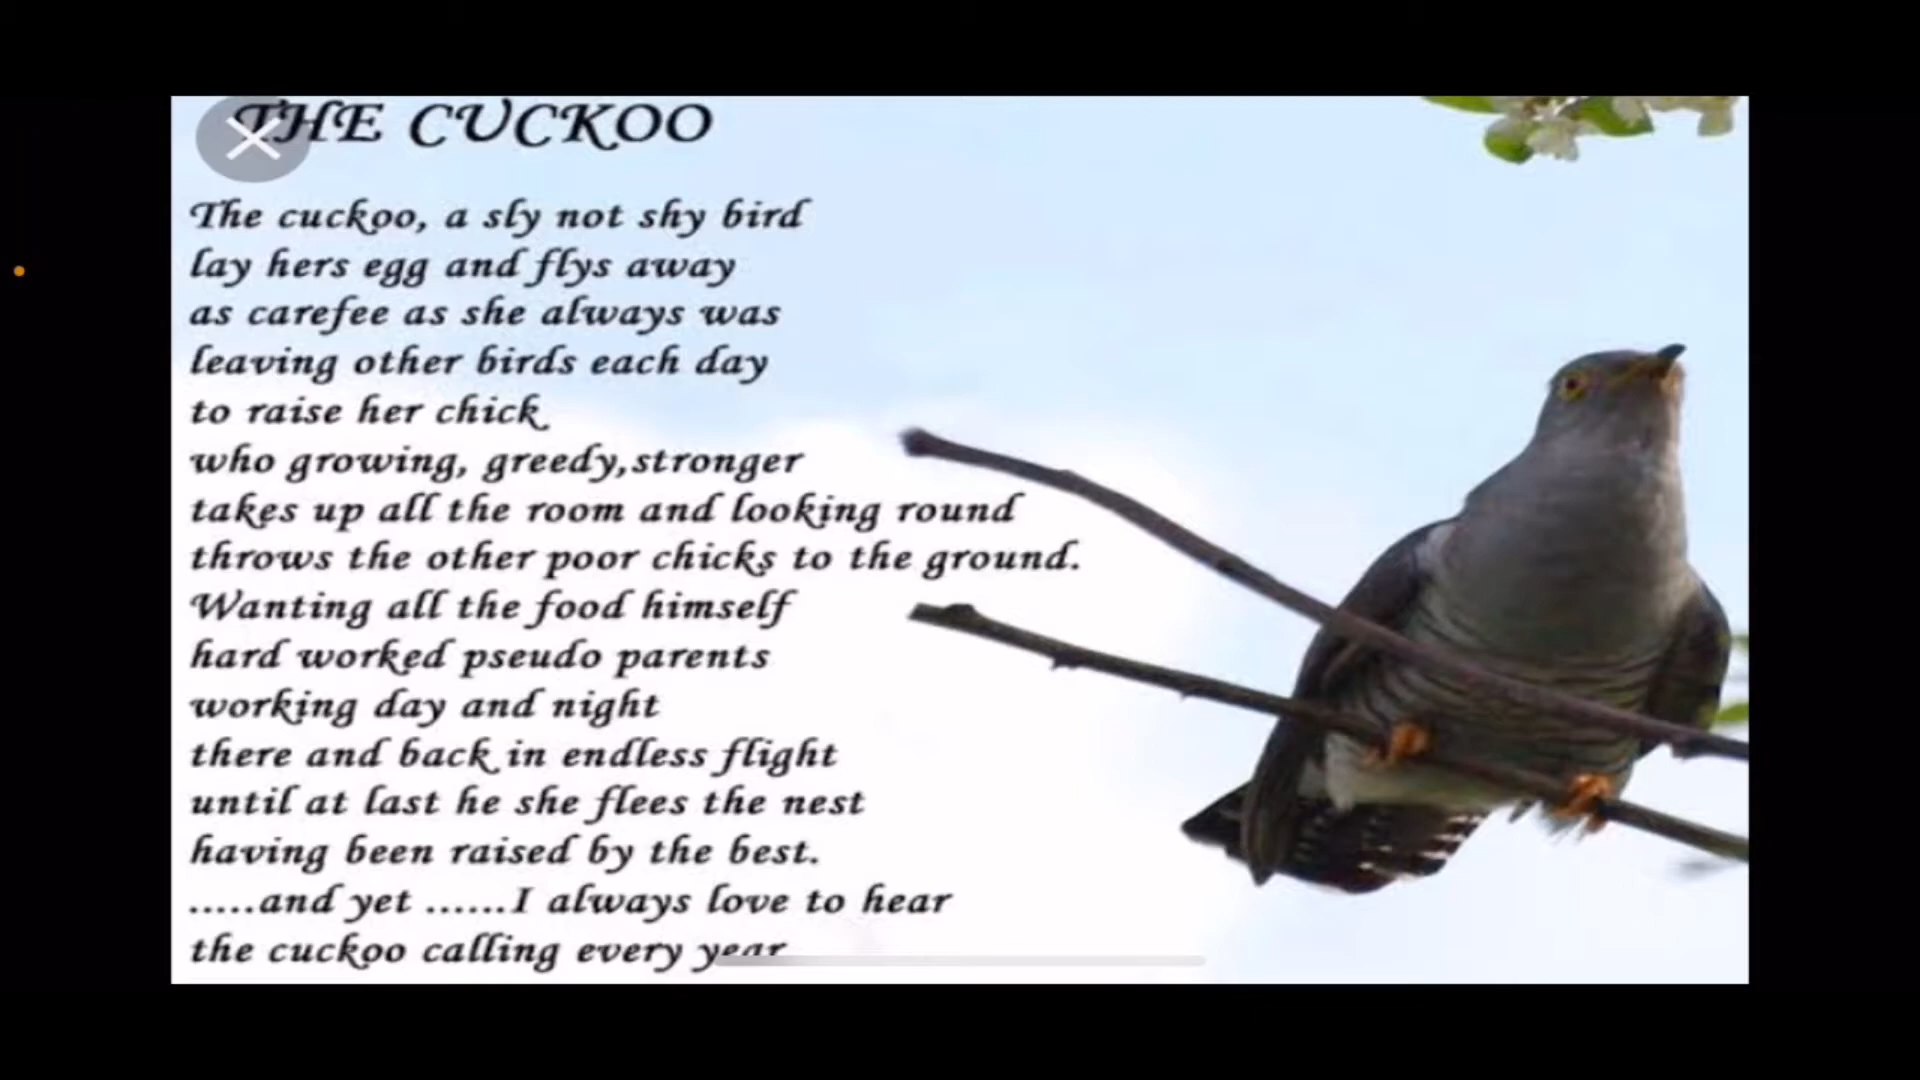 THE CUCKOO
The cuckoo, a sly not shy bird
lay hers egg and flys away
as carefee as she always was
leaving other birds each day
to raise her chick
who growing, greedy,stronger
takes up all the room and looking round
throws the other poor chicks to the ground.
Wanting all the food himself
hard worked pseudo parents
working day and night
there and back in endless flight
until at last he she flees the nest
having been raised by the best.
.....and yet ......I always love to hear
the cuckoo calling every year